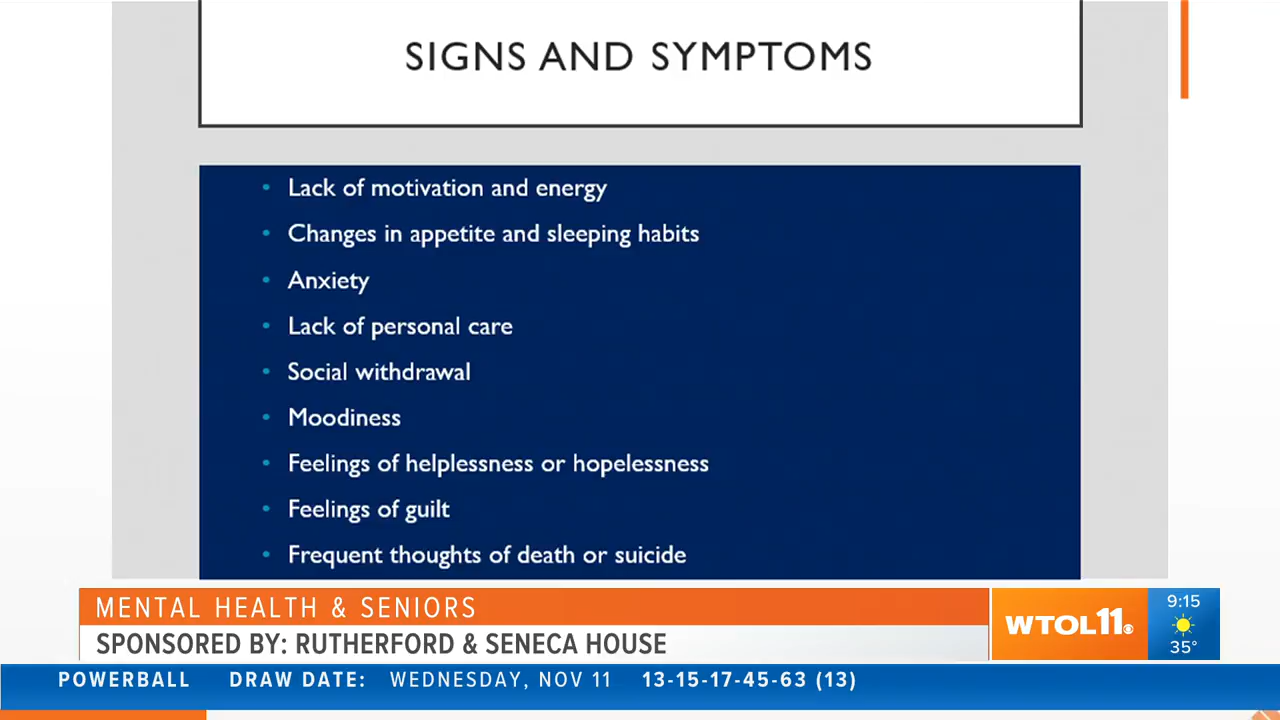 SIGNS AND SYMPTOMS
• Lack of motivation and energy
• Changes in appetite and sleeping habits
• Anxiety
• Lack of personal care
• Social withdrawal
• Moodiness
• Feelings of helplessness or hopelessness
• Feelings of guilt
• Frequent thoughts of death or suicide
MENTAL HEALTH & SENIORS
SPONSORED BY: RUTHERFORD & SENECA HOUSE
WTOL11
9:15
35°
POWERBALL DRAW DATE: WEDNESDAY, NOV 11 13-15-17-45-63 (13)